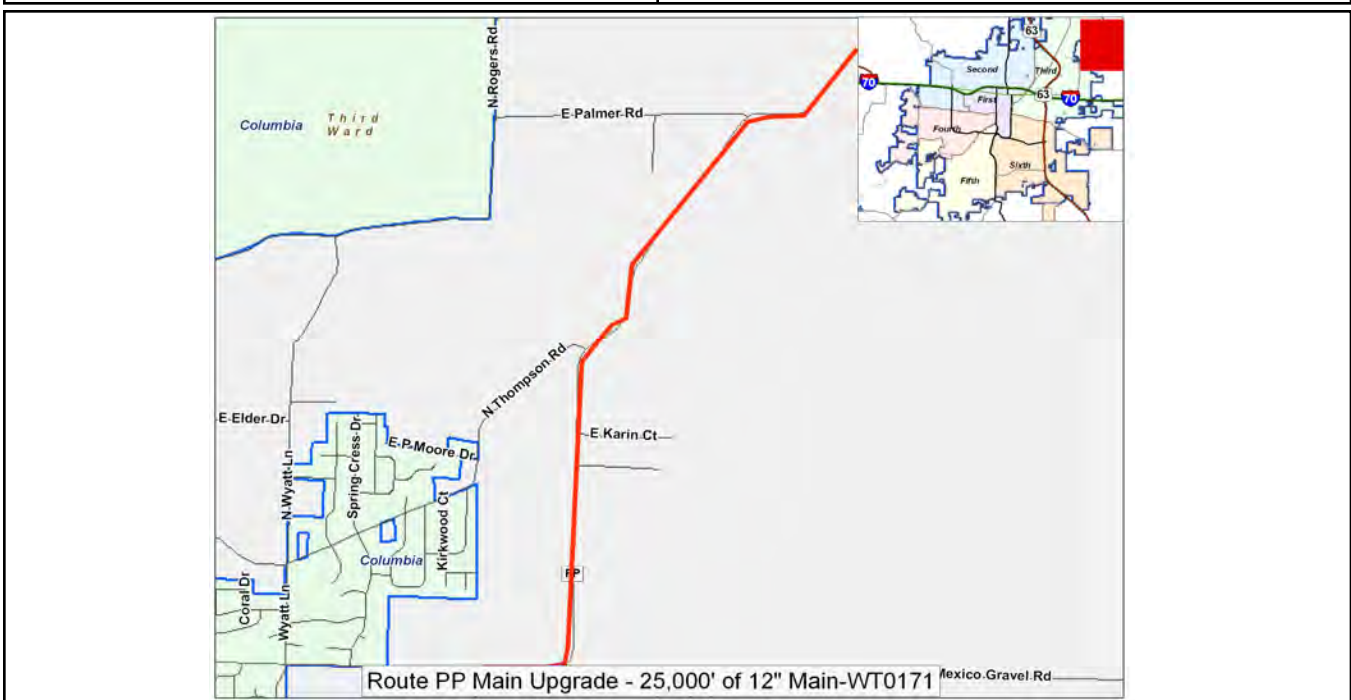 N.Rogers-Rd
63
Second
Third
70
63
70
First
Fourth
Sixth
Fifth
Columbia
Third
Ward
E-Palmer-Rd
N.Thompson-Rd
E-Elder-Dr
E-P-Moore-Dr
E-Karin-Ct
N.Wyatt-Ln
Spring-Cress-Dr
Kirkwood Ct
Columbia
PP
Coral Dr
Wyatt-Ln
Route PP Main Upgrade - 25,000' of 12" Main-WT0171
Mexico.Gravel-Rd